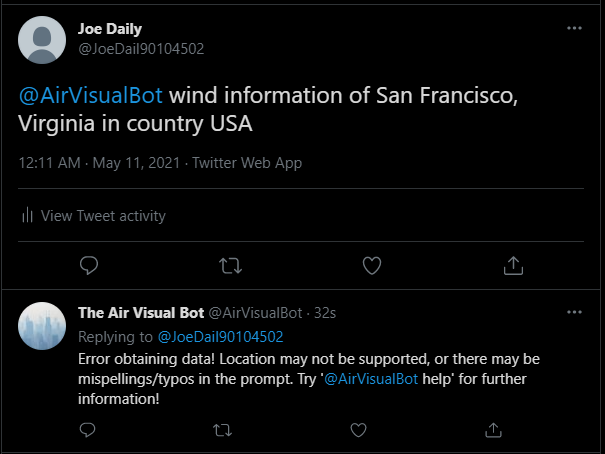 Joe Daily
@JoeDail90104502
@AirVisualBot wind information of San Francisco,
Virginia in country USA
12:11 AM · May 11, 2021 · Twitter Web App
View Tweet activity
The Air Visual Bot @AirVisualBot · 32s
Replying to @JoeDail90104502
Error obtaining data! Location may not be supported, or there may be
mispellings/typos in the prompt. Try '@AirVisualBot help' for further
information!